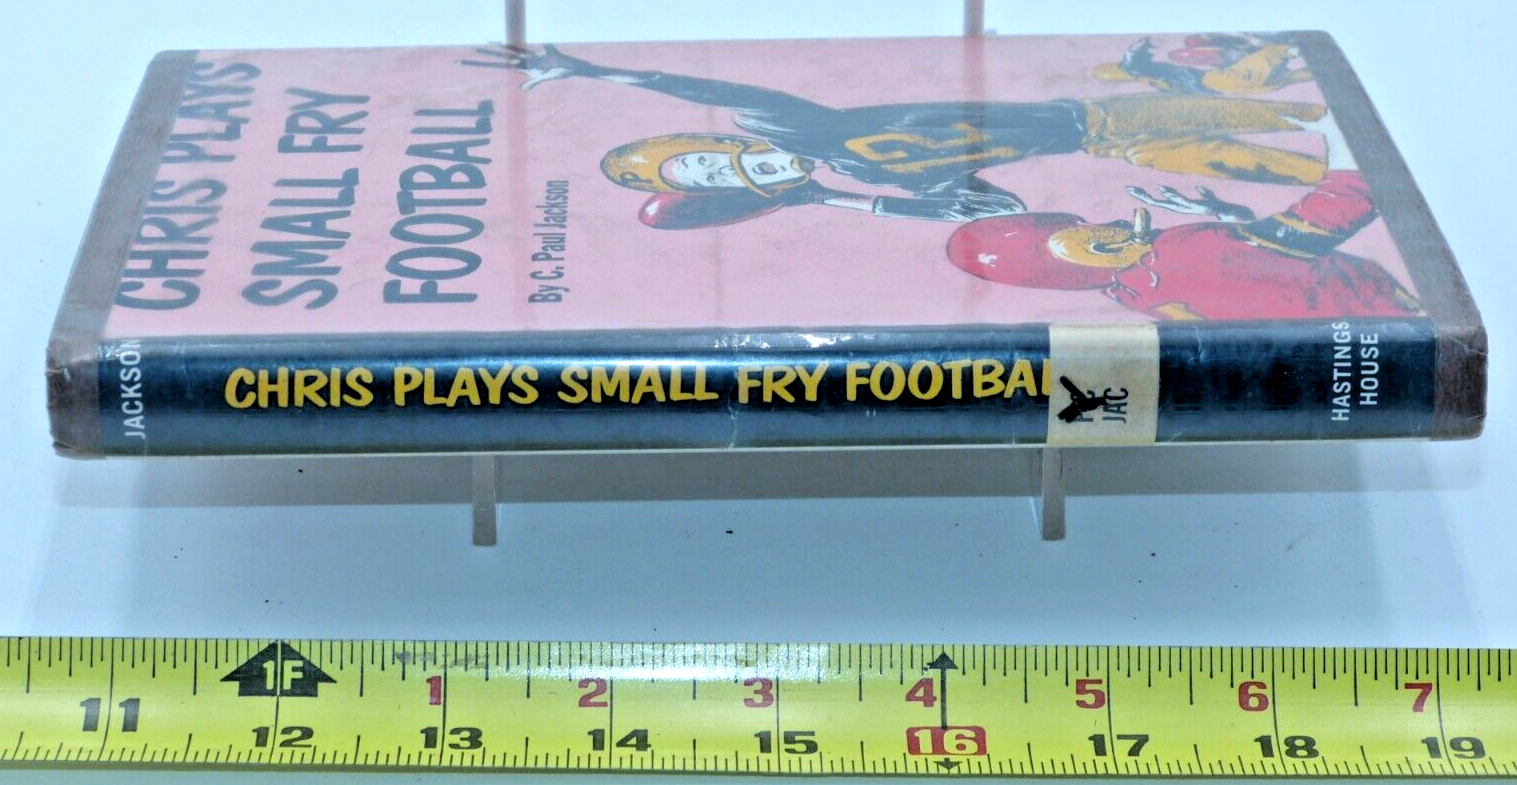 CHRIS PLAYS
SMALL FRY
FOOTBALL
By C. Paul Jackson
P
JACKSON
CHRIS PLAYS SMALL FRY FOOTBAL
JAC
HASTINGS
HOUSE
1F
1 2 3 4 5 6 7
11 12 13 14 15 16 17 18 19